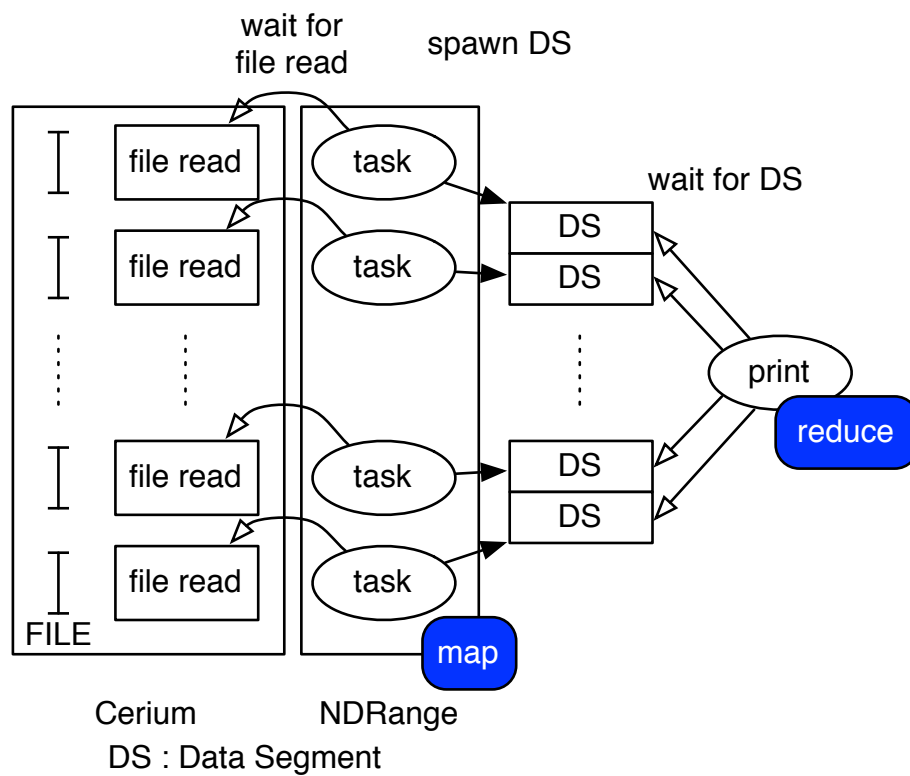 wait for
file read
spawn DS
file read
task
wait for DS
DS
file read
task
DS
print
reduce
file read
task
DS
DS
file read
task
FILE
map
Cerium
NDRange
DS : Data Segment